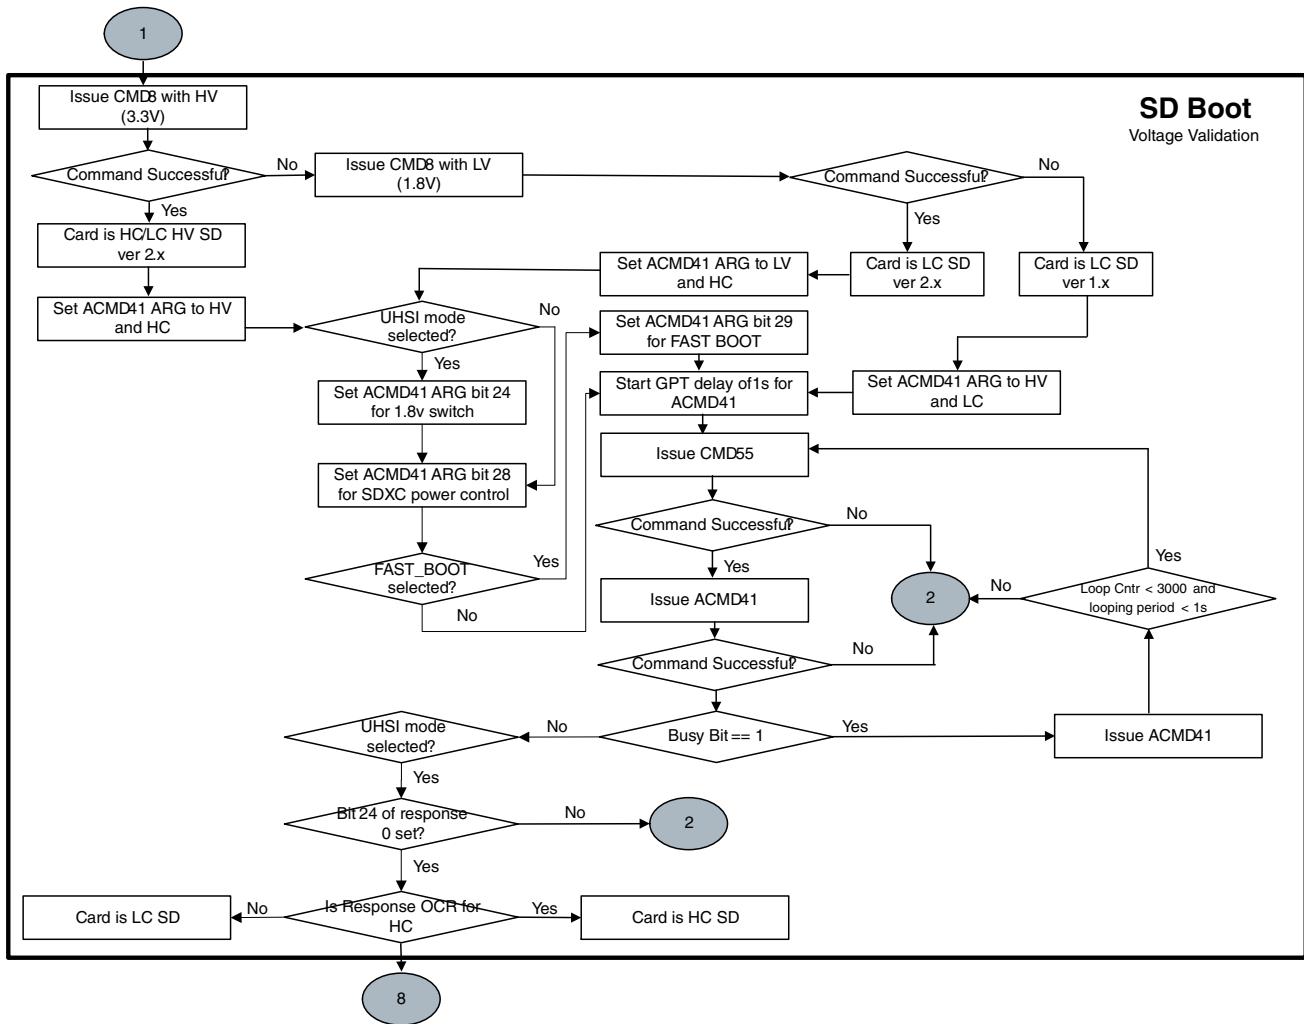 1
SD Boot
Voltage Validation
Issue CMD8 with HV
(3.3V)
Command Successful?
No
Issue CMD8 with LV
(1.8V)
Command Successful?
No
Yes
Yes
Card is HC/LC HV SD
ver 2.x
Set ACMD41 ARG to LV
and HC
Card is LC SD
ver 2.x
Card is LC SD
ver 1.x
Set ACMD41 ARG to HV
and HC
UHSI mode
selected?
No
Yes
Set ACMD41 ARG bit 29
for FAST BOOT
Set ACMD41 ARG bit 24
for 1.8v switch
Start GPT delay of1s for
ACMD41
Set ACMD41 ARG to HV
and LC
Issue CMD55
Set ACMD41 ARG bit 28
for SDXC power control
Command Successful?
No
Yes
FAST_BOOT
selected?
Yes
No
Issue ACMD41
2
No
Loop Cntr < 3000 and
looping period < 1s
Yes
Command Successful?
No
UHSI mode
selected?
No
Busy Bit == 1
Yes
Issue ACMD41
Yes
Bit 24 of response
0 set?
No
2
Yes
Card is LC SD
No
Is Response OCR for
HC
Yes
Card is HC SD
8